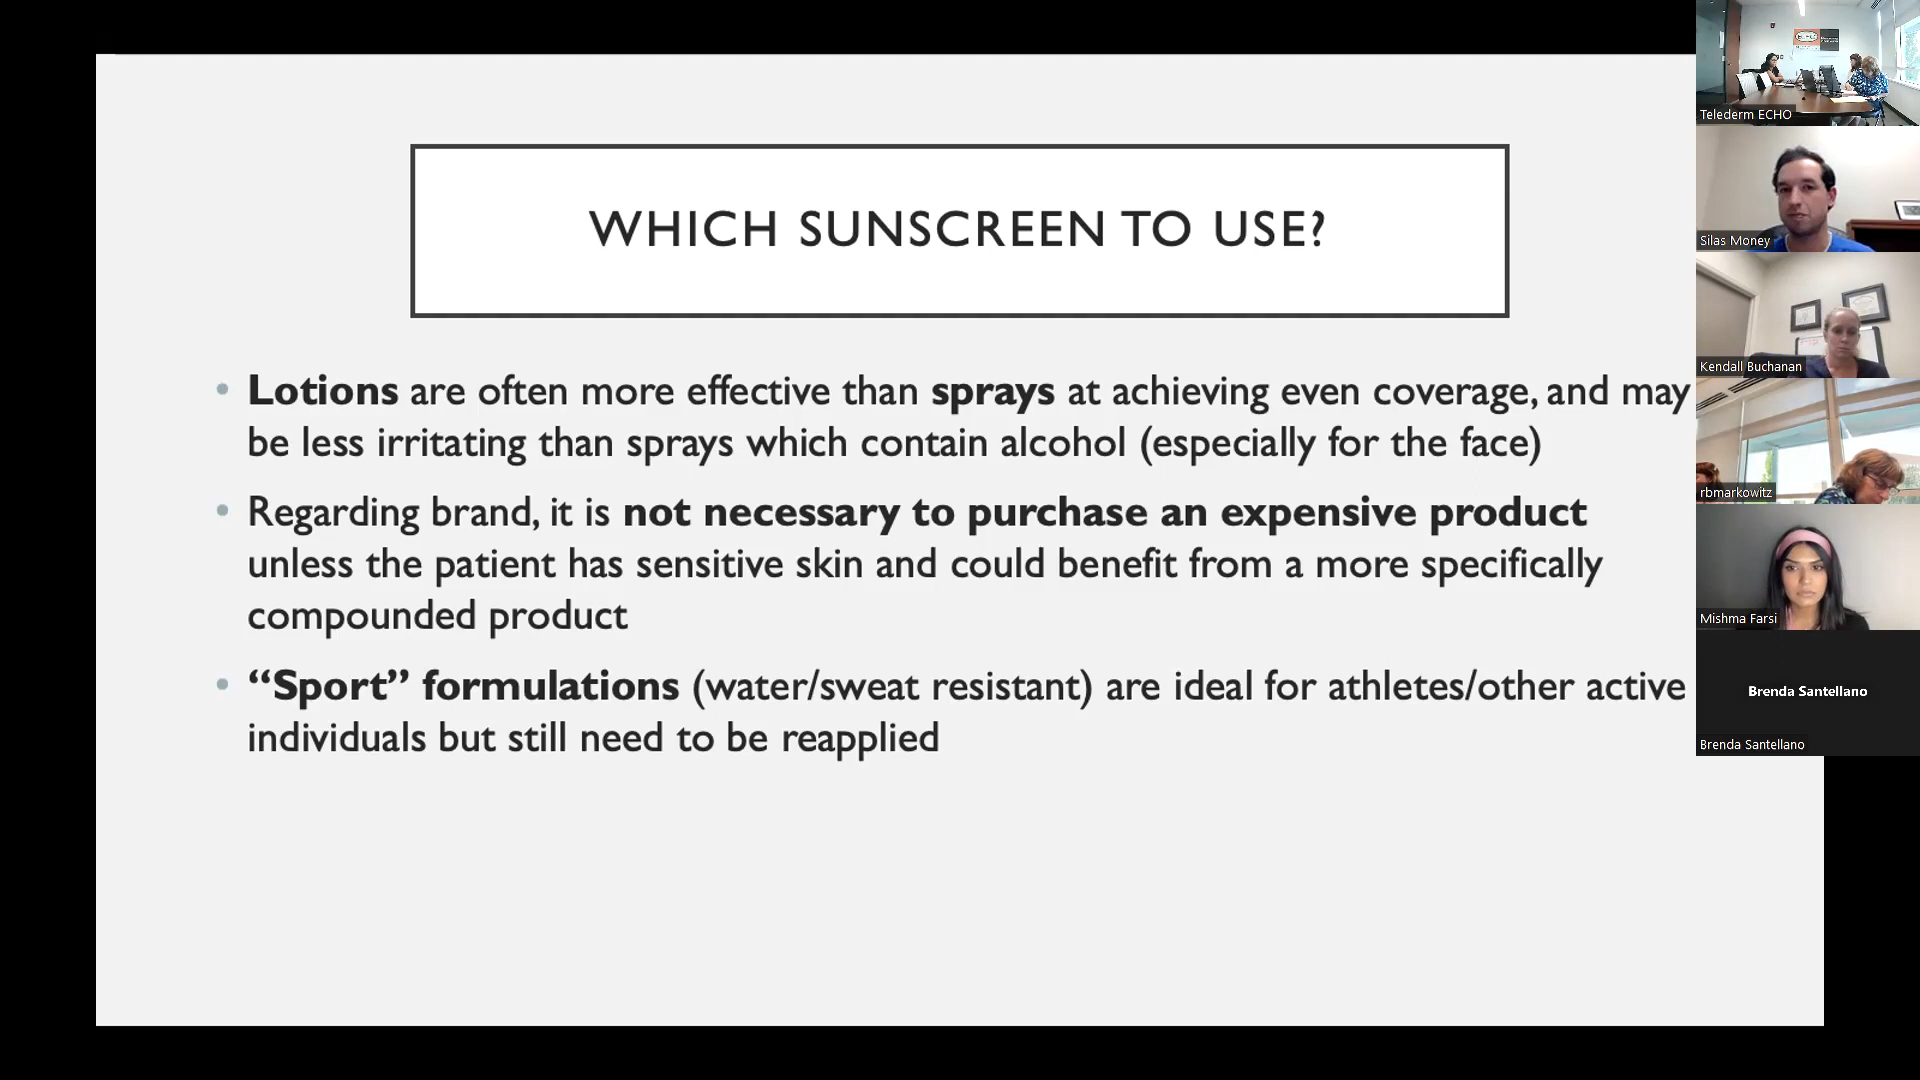 WHICH SUNSCREEN TO USE?
• Lotions are often more effective than sprays at achieving even coverage, and may
be less irritating than sprays which contain alcohol (especially for the face)
• Regarding brand, it is not necessary to purchase an expensive product
unless the patient has sensitive skin and could benefit from a more specifically
compounded product
• “Sport” formulations (water/sweat resistant) are ideal for athletes/other active
individuals but still need to be reapplied
Telederm ECHO
Silas Money
Kendall Buchanan
rbmarkowitz
Mishma Farsi
Brenda Santellano
Brenda Santellano